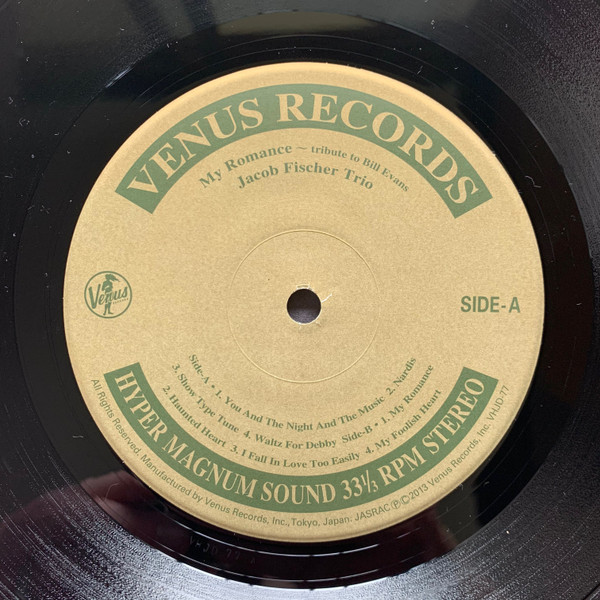 VENUS RECORDS
My Romance ~ tribute to Bill Evans
Jacob Fischer Trio
Venus
SIDE-A
Side-A • 1. You And The Night And The Music 2. Nardis
3. Show Type Tune 4. Waltz For Debby Side-B • 1. My Romance
2. Haunted Heart 3. I Fall In Love Too Easily 4. My Foolish Heart
HYPER MAGNUM SOUND 33⅓ RPM STEREO
All Rights Reserved. Manufactured by Venus Records, Inc., Tokyo, Japan. JASRAC Ⓟ©2013 Venus Records, Inc. VHJD-77